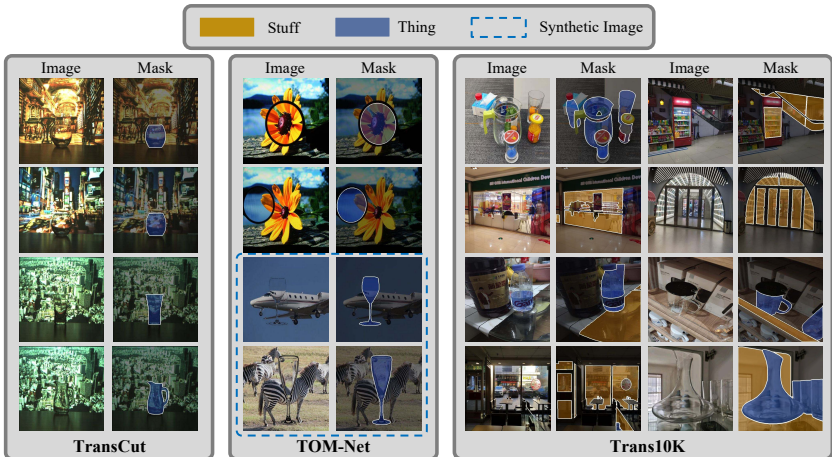 Stuff Thing Synthetic Image
Image Mask
Image Mask
Image Mask Image Mask
TransCut
TOM-Net
Trans10K